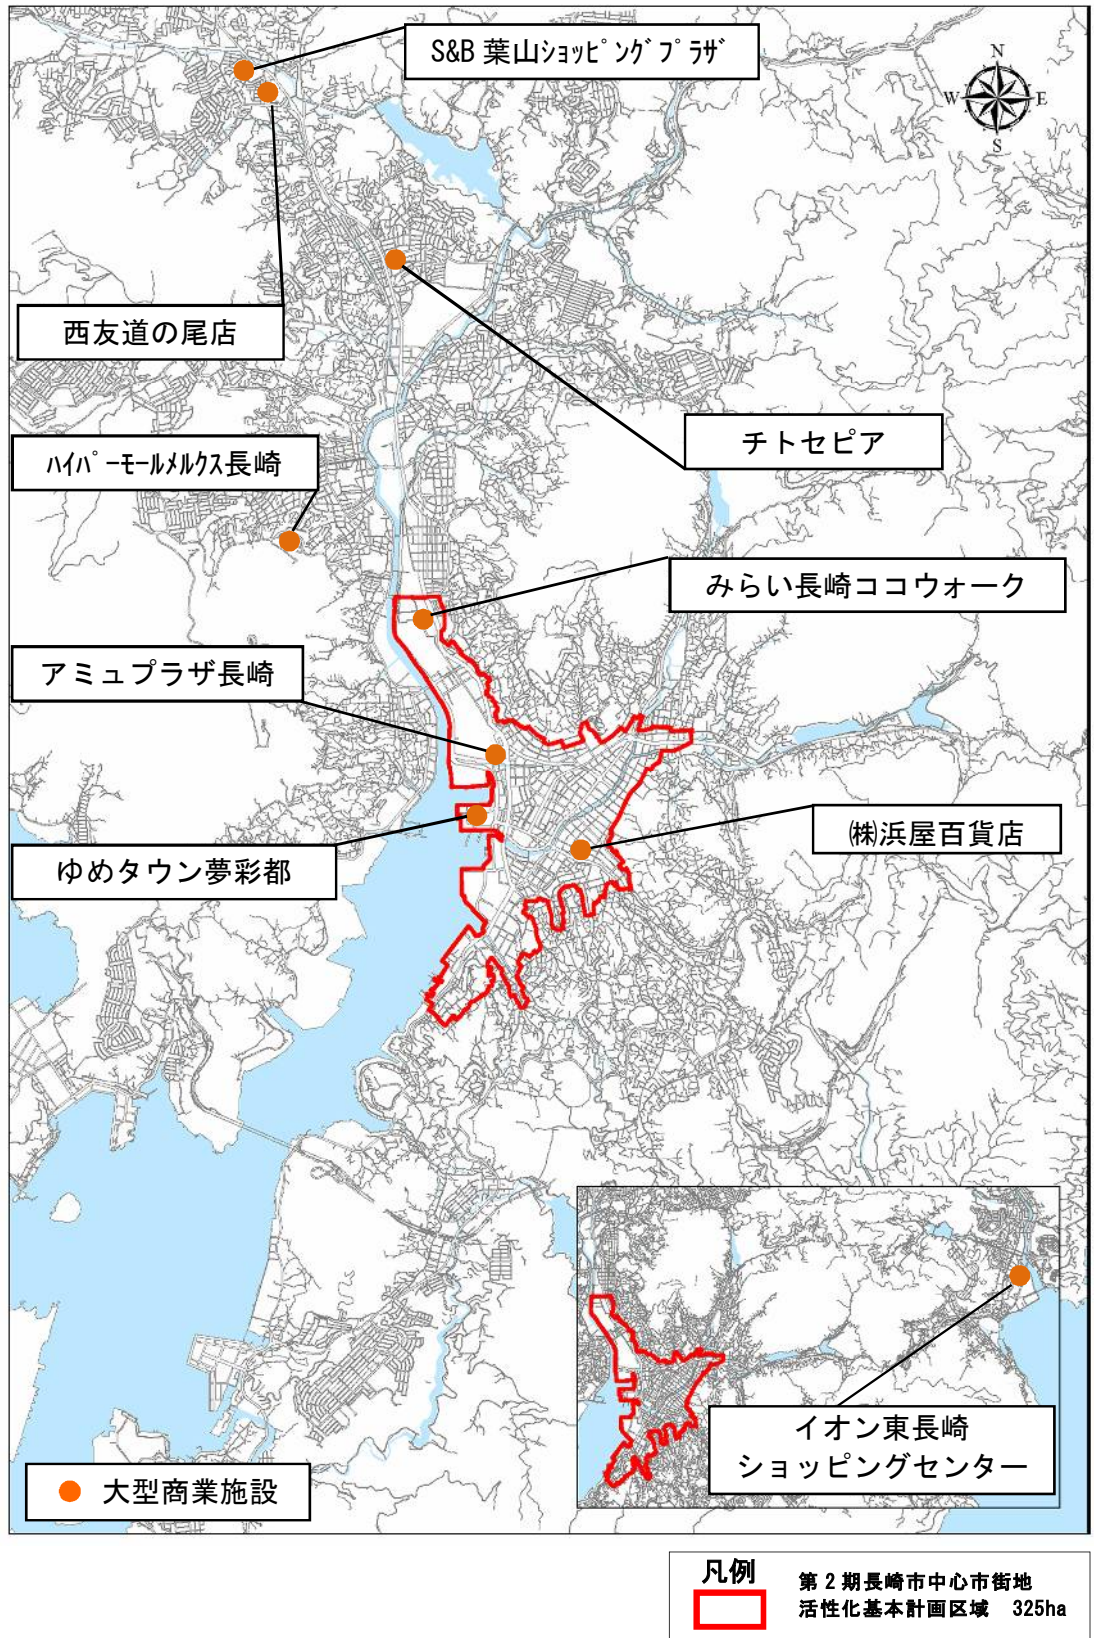 S&B 葉山ｼｮｯﾋﾟﾝｸﾞﾌﾟﾗｻﾞ
N
W
E
S
西友道の尾店
チトセピア
ﾊｲﾊﾟｰﾓｰﾙﾒﾙｸｽ長崎
みらい長崎ココウォーク
アミュプラザ長崎
㈱浜屋百貨店
ゆめタウン夢彩都
イオン東長崎
ショッピングセンター
大型商業施設
凡例
第２期長崎市中心市街地
活性化基本計画区域　325ha